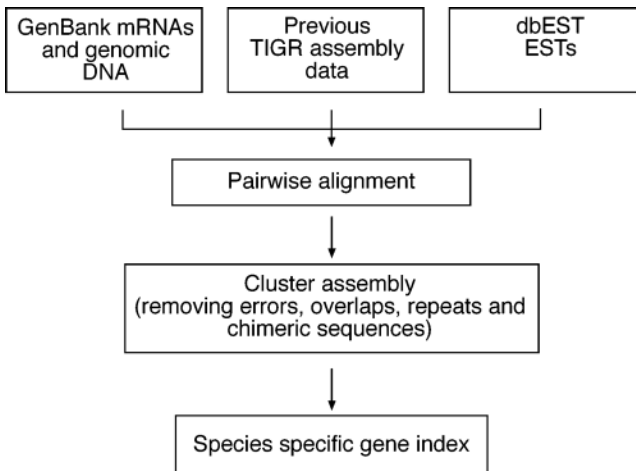 GenBank mRNAs
and genomic
DNA
Previous
TIGR assembly
data
dbEST
ESTs
Pairwise alignment
Cluster assembly
(removing errors, overlaps, repeats and
chimeric sequences)
Species specific gene index